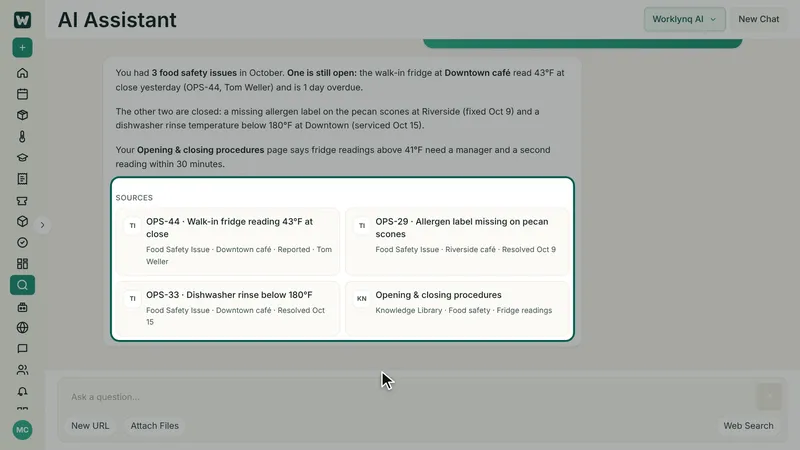 W
AI Assistant
Worklynq AI
New Chat
You had 3 food safety issues in October. One is still open: the walk-in fridge at Downtown café read 43°F at
close yesterday (OPS-44, Tom Weller) and is 1 day overdue.
The other two are closed: a missing allergen label on the pecan scones at Riverside (fixed Oct 9) and a
dishwasher rinse temperature below 180°F at Downtown (serviced Oct 15).
Your Opening & closing procedures page says fridge readings above 41°F need a manager and a second
reading within 30 minutes.
SOURCES
TI
OPS-44 · Walk-in fridge reading 43°F at
close
Food Safety Issue · Downtown café · Reported · Tom
Weller
TI
OPS-29 · Allergen label missing on pecan
scones
Food Safety Issue · Riverside café · Resolved Oct 9
TI
OPS-33 · Dishwasher rinse below 180°F
Food Safety Issue · Downtown café · Resolved Oct
15
KN
Opening & closing procedures
Knowledge Library · Food safety · Fridge readings
Ask a question...
New URL
Attach Files
Web Search
MC